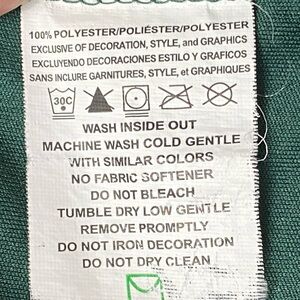 100% POLYESTER/POLIÉSTER/POLYESTER
EXCLUSIVE OF DECORATION, STYLE, and GRAPHICS
EXCLUYENDO DECORACIONES ESTILO Y GRAFICOS
SANS INCLURE GARNITURES, STYLE, et GRAPHIQUES
30C
WASH INSIDE OUT
MACHINE WASH COLD GENTLE
WITH SIMILAR COLORS
NO FABRIC SOFTENER
DO NOT BLEACH
TUMBLE DRY LOW GENTLE
REMOVE PROMPTLY
DO NOT IRON DECORATION
DO NOT DRY CLEAN